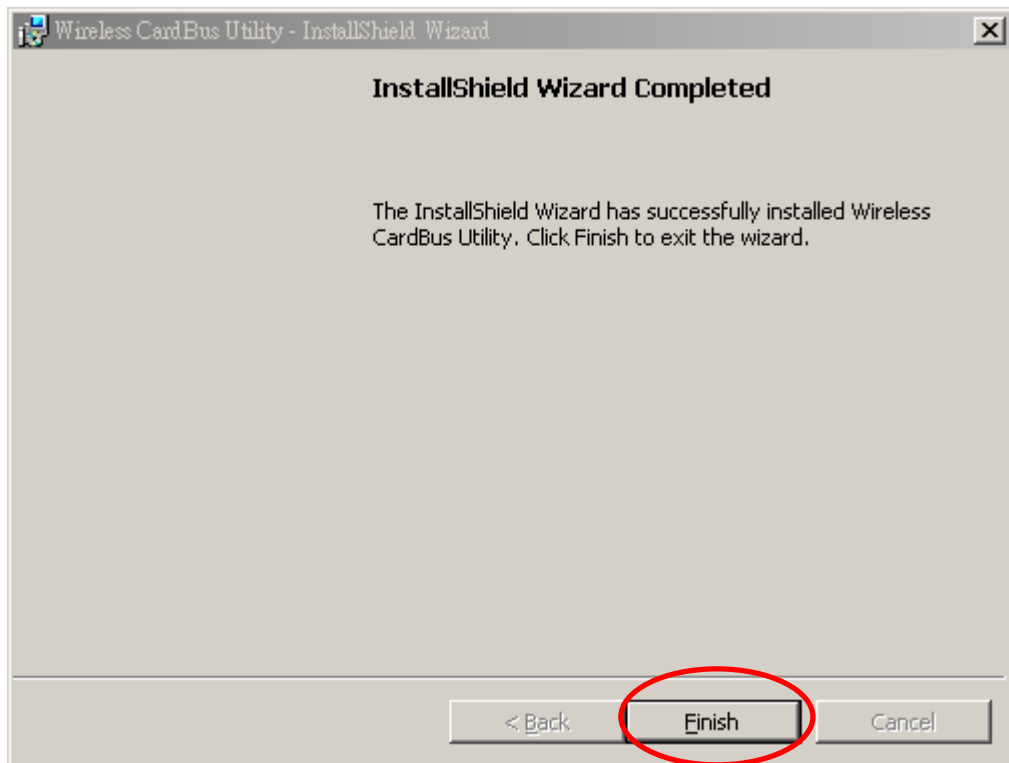 Wireless CardBus Utility - InstallShield Wizard
InstallShield Wizard Completed
The InstallShield Wizard has successfully installed Wireless
CardBus Utility. Click Finish to exit the wizard.
< Back
Finish
Cancel